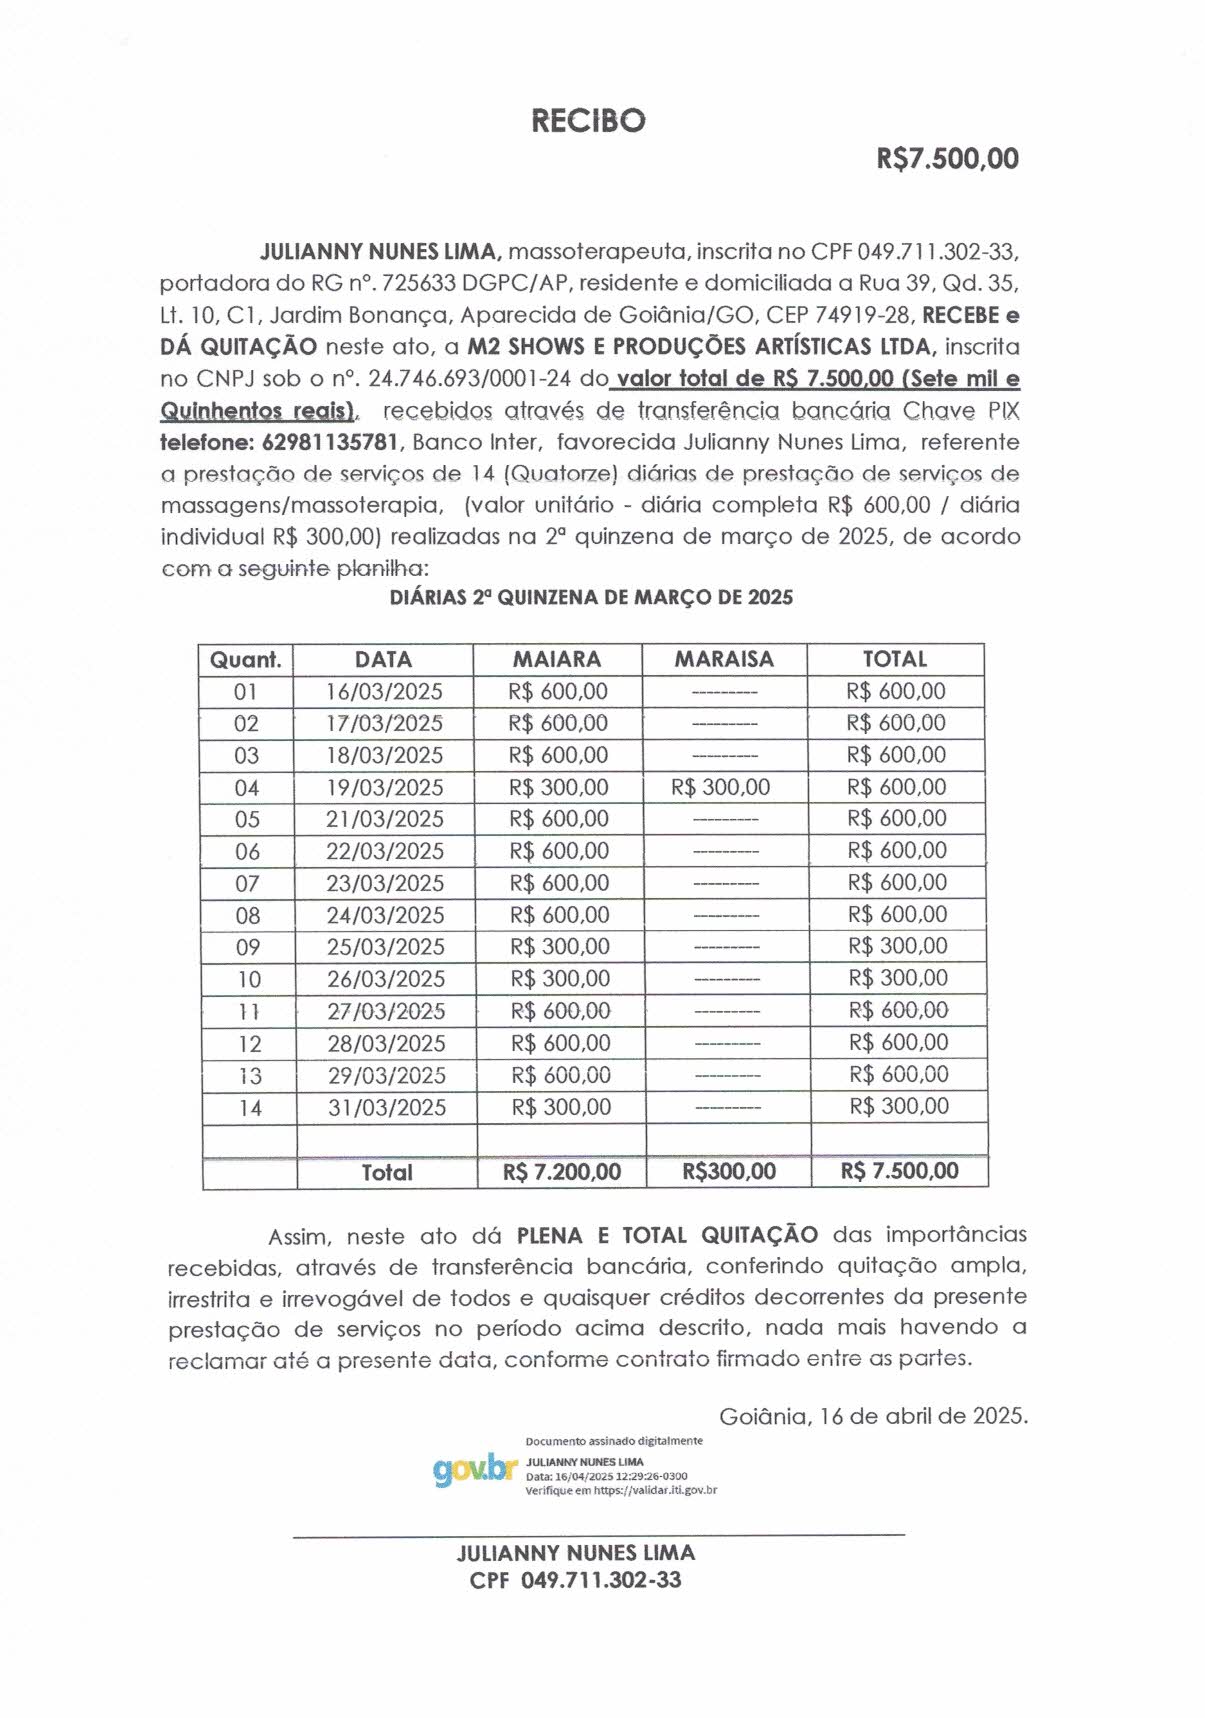 RECIBO
R$7.500,00
JULIANNY NUNES LIMA, massoterapeuta, inscrita no CPF 049.711.302-33,
portadora do RG nº. 725633 DGPC/AP, residente e domiciliada a Rua 39, Qd. 35,
Lt. 10, C1, Jardim Bonança, Aparecida de Goiânia/GO, CEP 74919-28, RECEBE e
DÁ QUITAÇÃO neste ato, a M2 SHOWS E PRODUÇÕES ARTÍSTICAS LTDA, inscrita
no CNPJ sob o nº. 24.746.693/0001-24 do valor total de R$ 7.500,00 (Sete mil e
Quinhentos reais), recebidos através de transferência bancária Chave PIX
telefone: 62981135781, Banco Inter, favorecida Julianny Nunes Lima, referente
a prestação de serviços de 14 (Quatorze) diárias de prestação de serviços de
massagens/massoterapia, (valor unitário - diária completa R$ 600,00 / diária
individual R$ 300,00) realizadas na 2ª quinzena de março de 2025, de acordo
com a seguinte planilha:
DIÁRIAS 2ª QUINZENA DE MARÇO DE 2025
Quant. DATA MAIARA MARAISA TOTAL
01 16/03/2025 R$ 600,00 --------- R$ 600,00
02 17/03/2025 R$ 600,00 --------- R$ 600,00
03 18/03/2025 R$ 600,00 --------- R$ 600,00
04 19/03/2025 R$ 300,00 R$ 300,00 R$ 600,00
05 21/03/2025 R$ 600,00 --------- R$ 600,00
06 22/03/2025 R$ 600,00 --------- R$ 600,00
07 23/03/2025 R$ 600,00 --------- R$ 600,00
08 24/03/2025 R$ 600,00 --------- R$ 600,00
09 25/03/2025 R$ 300,00 --------- R$ 300,00
10 26/03/2025 R$ 300,00 --------- R$ 300,00
11 27/03/2025 R$ 600,00 --------- R$ 600,00
12 28/03/2025 R$ 600,00 --------- R$ 600,00
13 29/03/2025 R$ 600,00 --------- R$ 600,00
14 31/03/2025 R$ 300,00 --------- R$ 300,00
Total R$ 7.200,00 R$300,00 R$ 7.500,00
Assim, neste ato dá PLENA E TOTAL QUITAÇÃO das importâncias
recebidas, através de transferência bancária, conferindo quitação ampla,
irrestrita e irrevogável de todos e quaisquer créditos decorrentes da presente
prestação de serviços no período acima descrito, nada mais havendo a
reclamar até a presente data, conforme contrato firmado entre as partes.
Goiânia, 16 de abril de 2025.
Documento assinado digitalmente
gov.br JULIANNY NUNES LIMA
Data: 16/04/2025 12:29:26-0300
Verifique em https://validar.iti.gov.br
JULIANNY NUNES LIMA
CPF 049.711.302-33